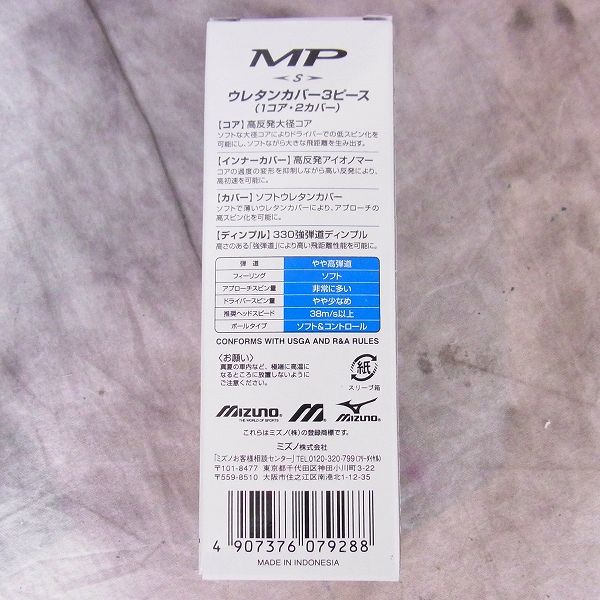 MP
S
ウレタンカバー3ピース
(1コア・2カバー)
【コア】高反発大径コア
ソフトな大径コアによりドライバーでの低スピン化を
可能にし、ソフトながら大きな飛距離を生み出す。
【インナーカバー】高反発アイオノマー
コアの過度の変形を抑制しながら高い反発により、
高初速を可能に。
【カバー】ソフトウレタンカバー
ソフトで薄いウレタンカバーにより、アプローチの
高スピン化を可能に。
【ディンプル】330強弾道ディンプル
高さのある「強弾道」により高い飛距離性能を可能に。
弾道 やや高弾道
フィーリング ソフト
アプローチスピン量 非常に多い
ドライバースピン量 やや少なめ
推奨ヘッドスピード 38m/s以上
ボールタイプ ソフト&コントロール
CONFORMS WITH USGA AND R&A RULES
〈お願い〉
真夏の車内など、極端に高温に
なるところに放置しないように
ご注意ください。
紙
スリーブ箱
MIZUNO® M® MIZUNO®
THE WORLD OF SPORTS
これらはミズノ(株)の登録商標です。
ミズノ株式会社
「ミズノお客様相談センター」TEL0120-320-799(フリーダイヤル)
〒101-8477 東京都千代田区神田小川町3-22
〒559-8510 大阪市住之江区南港北1-12-35
4 907376 079288
MADE IN INDONESIA